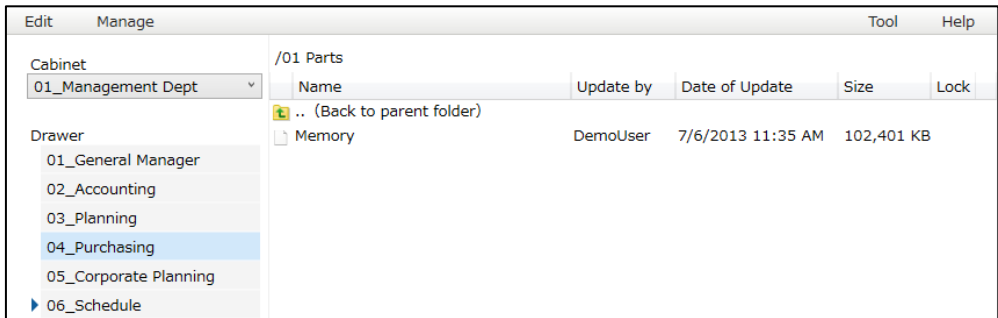 Edit Manage Tool Help
Cabinet
01_Management Dept
Drawer
01_General Manager
02_Accounting
03_Planning
04_Purchasing
05_Corporate Planning
06_Schedule
/01 Parts
Name Update by Date of Update Size Lock
.. (Back to parent folder)
Memory DemoUser 7/6/2013 11:35 AM 102,401 KB